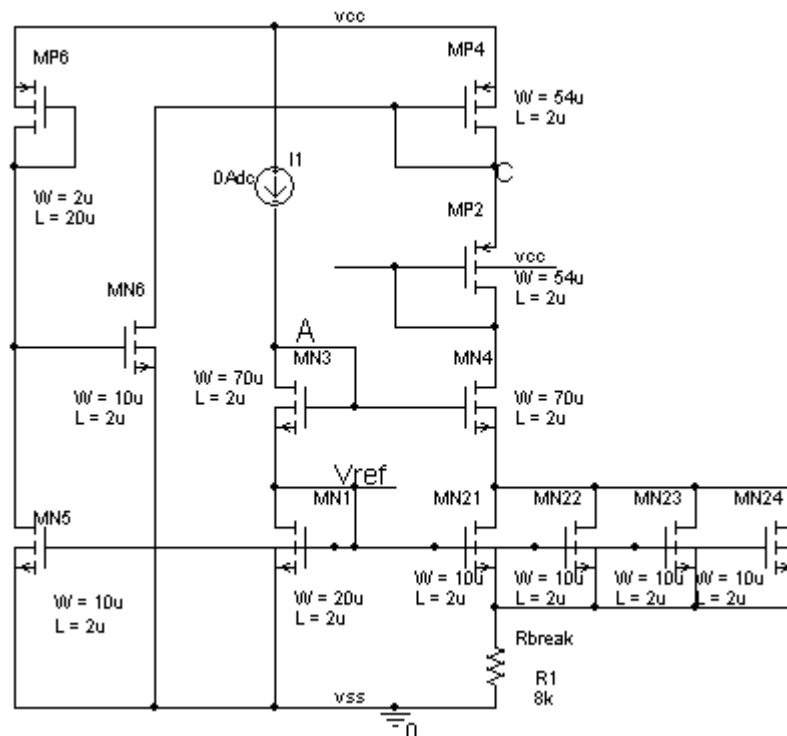 vcc
MP6
MP4
W = 54u
L = 2u
I1
0Adc
C
W = 2u
L = 20u
MP2
vcc
W = 54u
L = 2u
MN6
A
MN3
MN4
W = 70u
L = 2u
W = 70u
L = 2u
W = 10u
L = 2u
Vref
MN5
MN1
MN21
MN22
MN23
MN24
W = 10u
L = 2u
W = 20u
L = 2u
W = 10u
L = 2u
W = 10u
L = 2u
W = 10u
L = 2u
W = 10u
L = 2u
Rbreak
R1
8k
vss
0